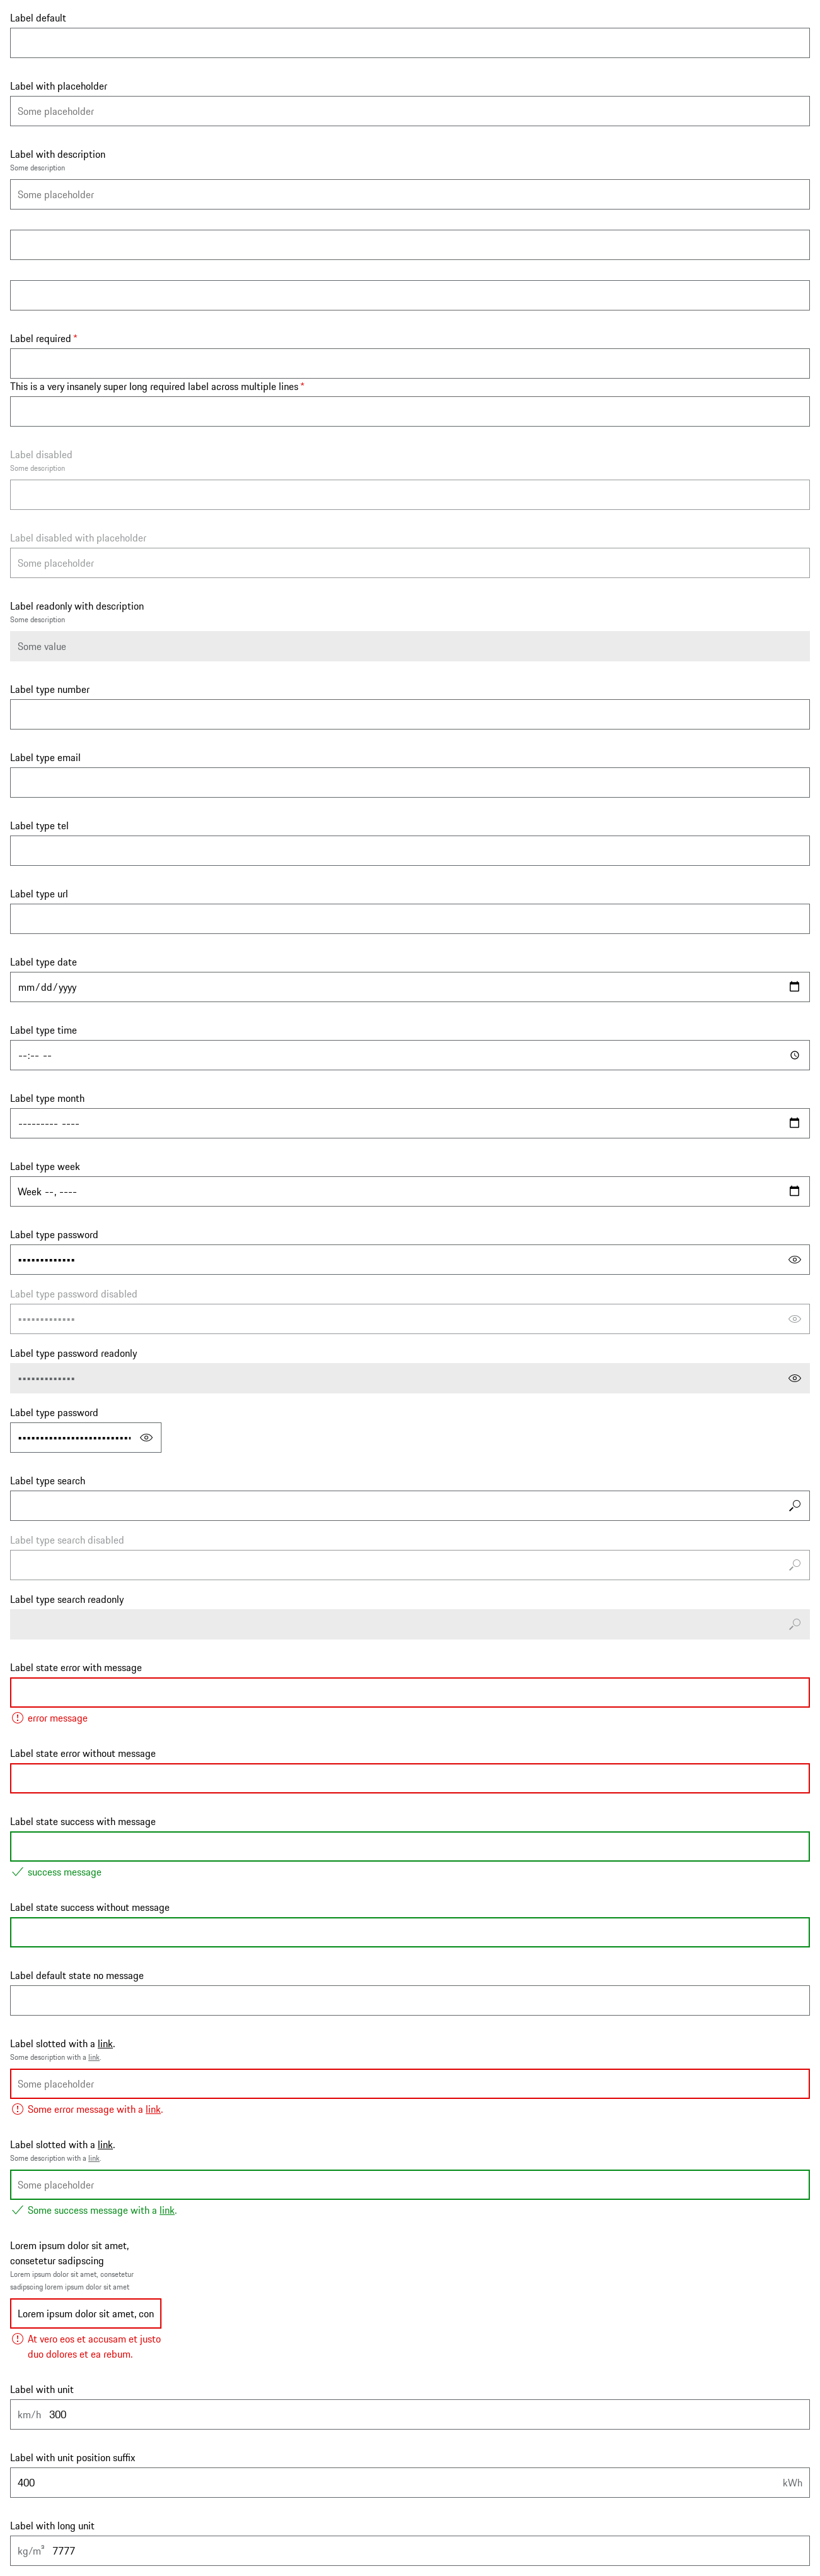 Label default
Label with placeholder
Some placeholder
Label with description
Some description
Some placeholder
Label required *
This is a very insanely super long required label across multiple lines *
Label disabled
Some description
Label disabled with placeholder
Some placeholder
Label readonly with description
Some description
Some value
Label type number
Label type email
Label type tel
Label type url
Label type date
mm/dd/yyyy
Label type time
--:-- --
Label type month
--------- ----
Label type week
Week --, ----
Label type password
Label type password disabled
Label type password readonly
Label type password
Label type search
Label type search disabled
Label type search readonly
Label state error with message
error message
Label state error without message
Label state success with message
success message
Label state success without message
Label default state no message
Label slotted with a link.
Some description with a link.
Some placeholder
Some error message with a link.
Label slotted with a link.
Some description with a link.
Some placeholder
Some success message with a link.
Lorem ipsum dolor sit amet,
consetetur sadipscing
Lorem ipsum dolor sit amet, consetetur
sadipscing lorem ipsum dolor sit amet
Lorem ipsum dolor sit amet, con
At vero eos et accusam et justo
duo dolores et ea rebum.
Label with unit
km/h 300
Label with unit position suffix
400 kWh
Label with long unit
kg/m³ 7777